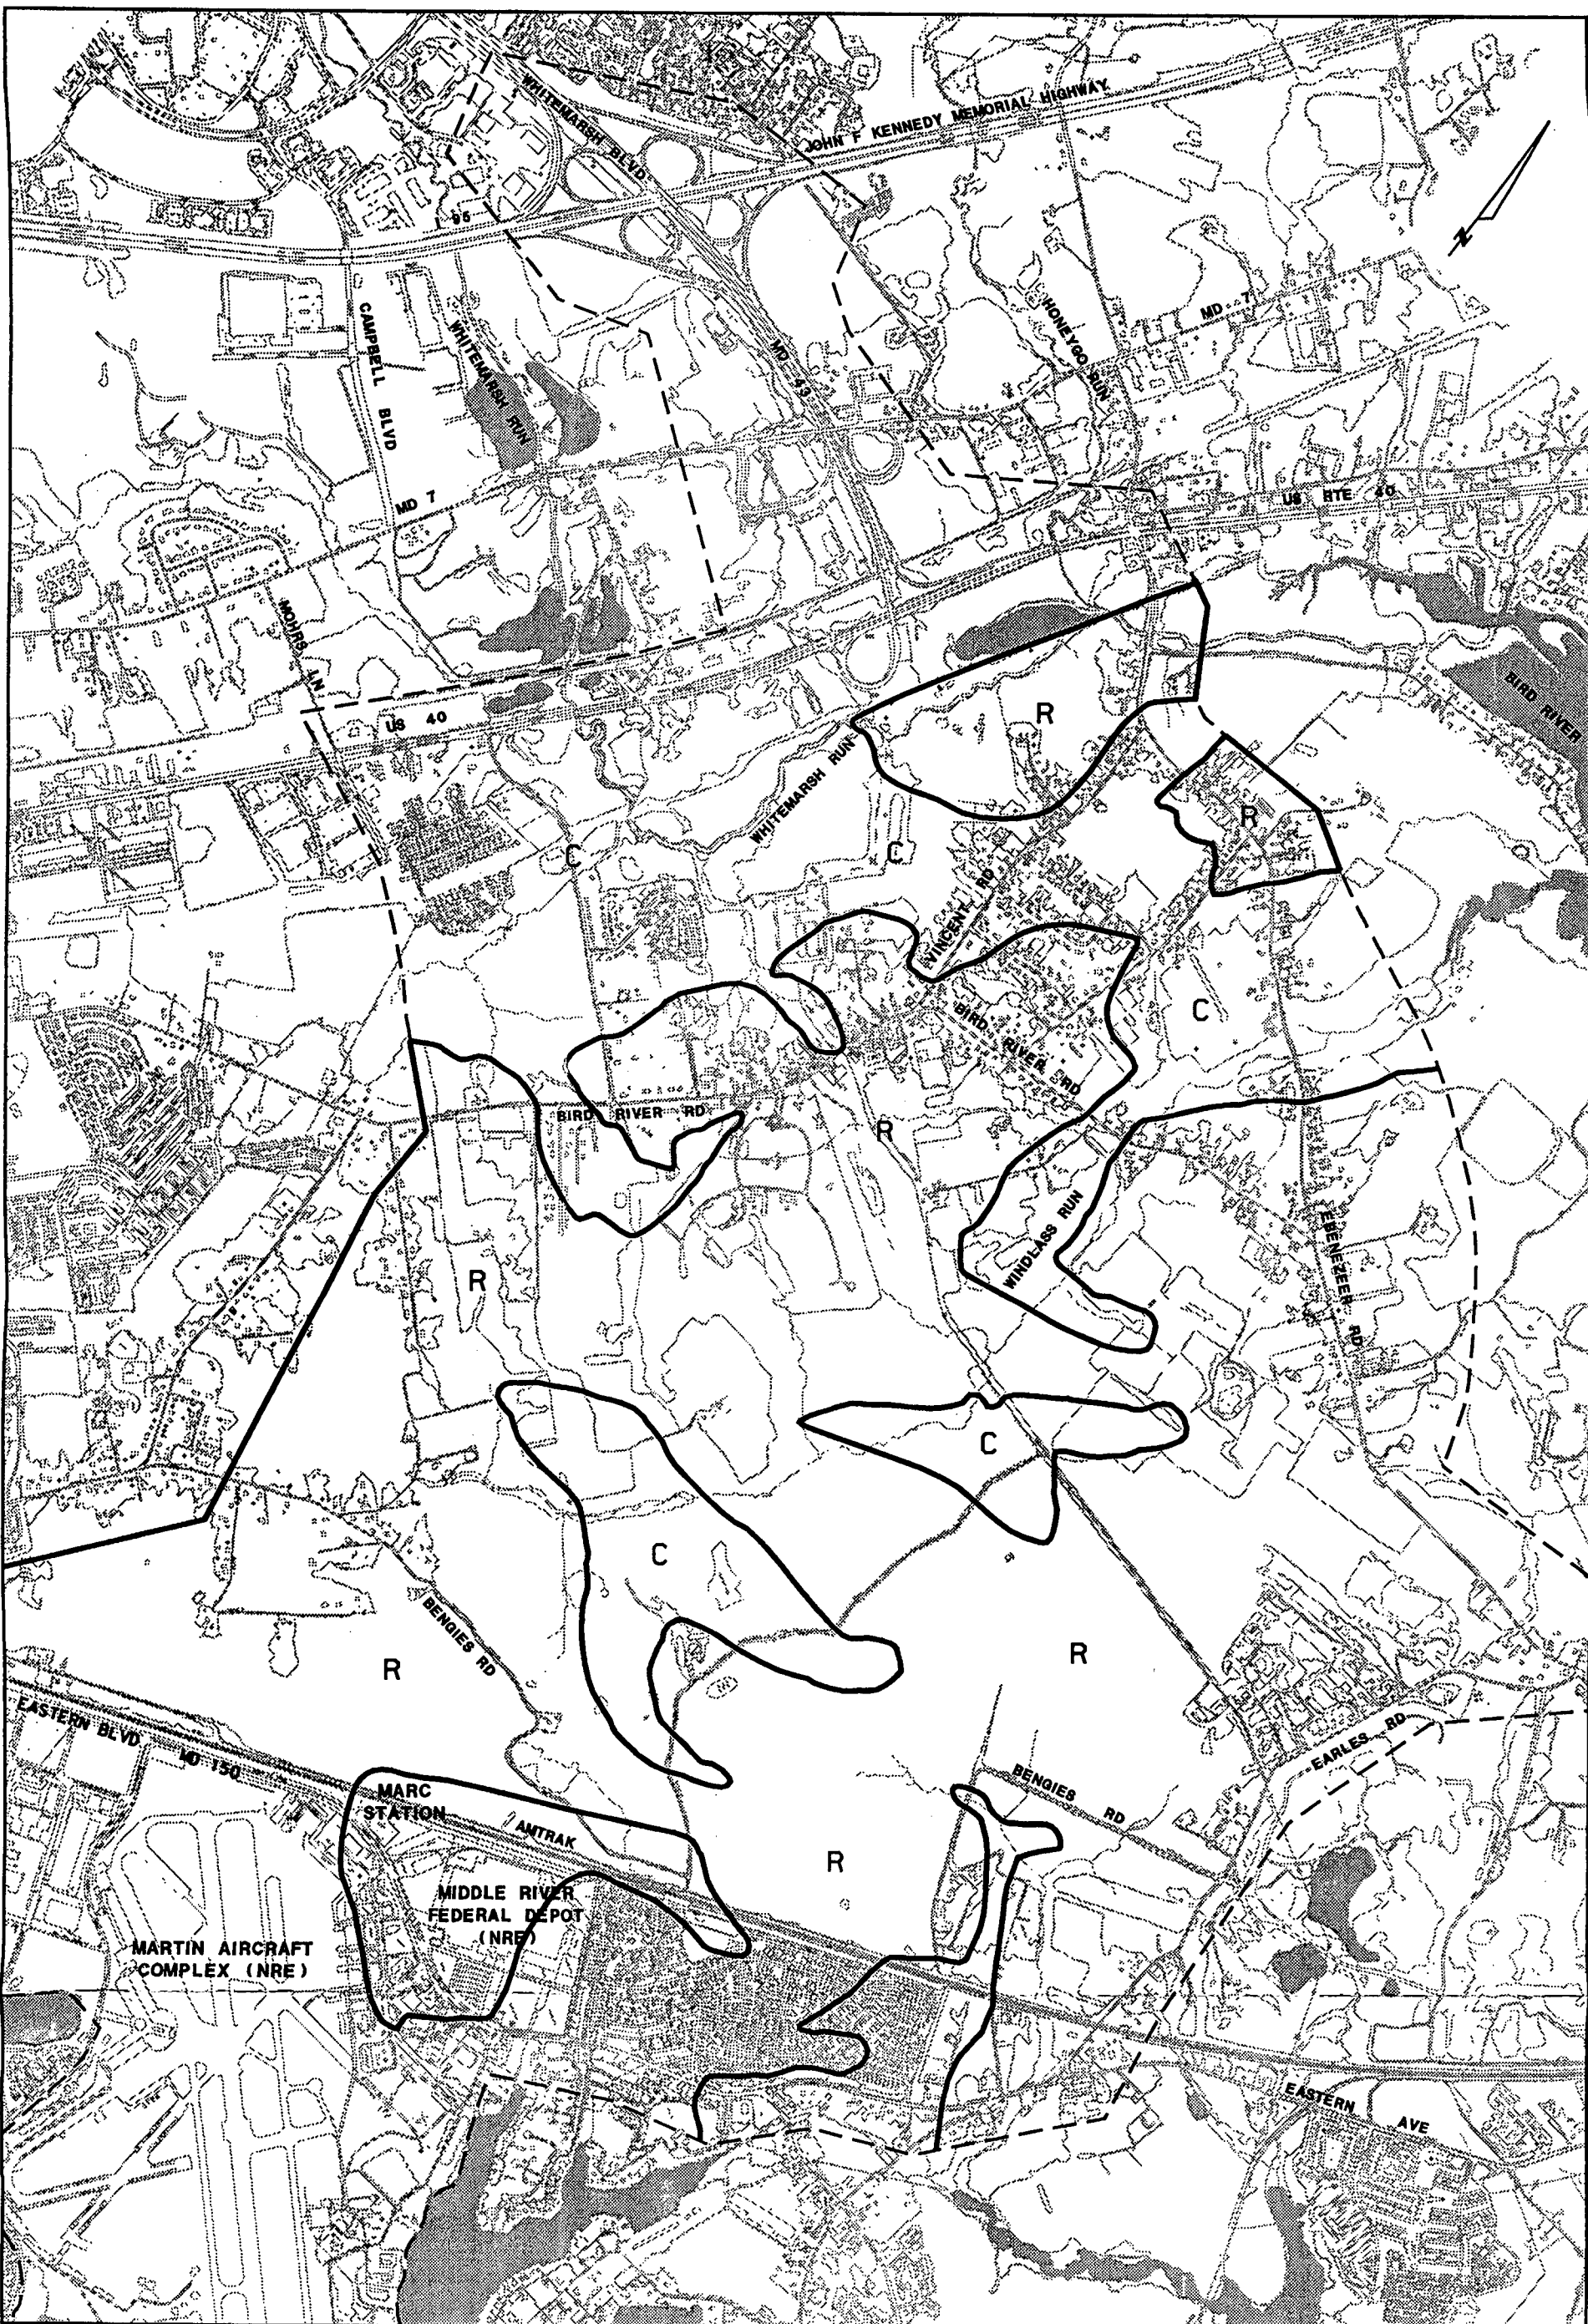 WHITEMARSH BLVD
JOHN F KENNEDY MEMORIAL HIGHWAY
I 95
N
CAMPBELL BLVD
WHITEMARSH RUN
MD 43
HONEYGO RUN
MD 7
MD 7
US RTE 40
MOHRS LN
US 40
BIRD RIVER
R
WHITEMARSH RUN
R
C
C
VINCENT RD
C
BIRD RIVER RD
BIRD RIVER RD
R
WINDLASS RUN
EBENEZEER RD
R
C
C
BENGIES RD
R
R
EASTERN BLVD MD 150
EARLES RD
BENGIES RD
MARC
STATION
AMTRAK
R
MIDDLE RIVER
FEDERAL DEPOT
(NRE)
MARTIN AIRCRAFT
COMPLEX (NRE)
EASTERN AVE